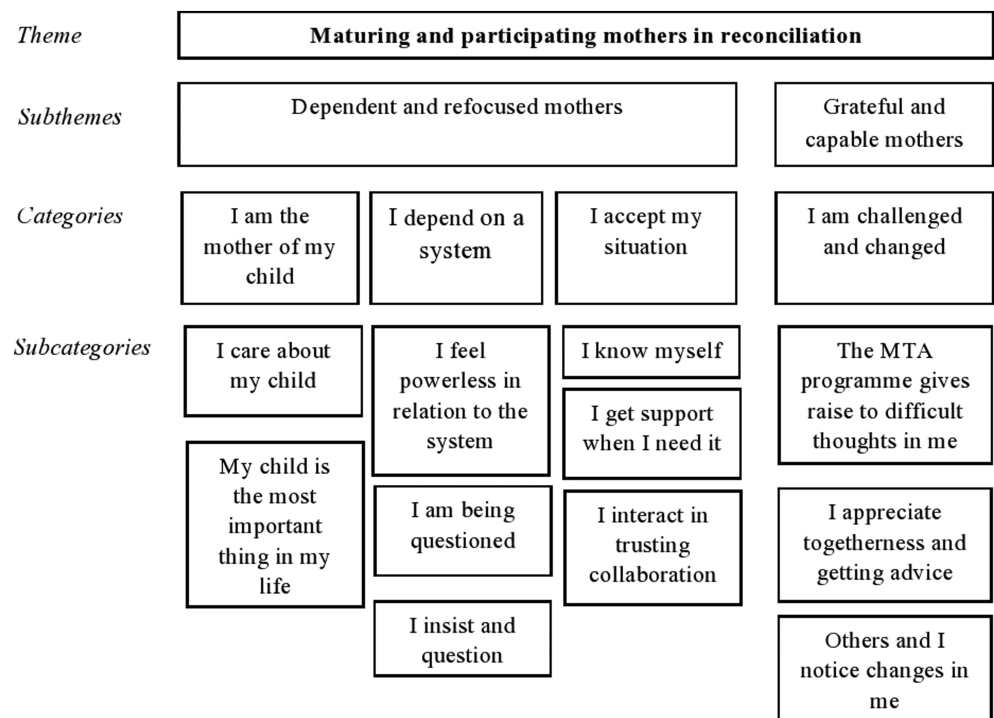 Theme
Maturing and participating mothers in reconciliation
Subthemes
Dependent and refocused mothers
Grateful and
capable mothers
Categories
I am the
mother of my
child
I depend on a
system
I accept my
situation
I am challenged
and changed
Subcategories
I care about
my child
My child is
the most
important
thing in my
life
I feel
powerless in
relation to the
system
I am being
questioned
I insist and
question
I know myself
I get support
when I need it
I interact in
trusting
collaboration
The MTA
programme gives
raise to difficult
thoughts in me
I appreciate
togetherness and
getting advice
Others and I
notice changes in
me